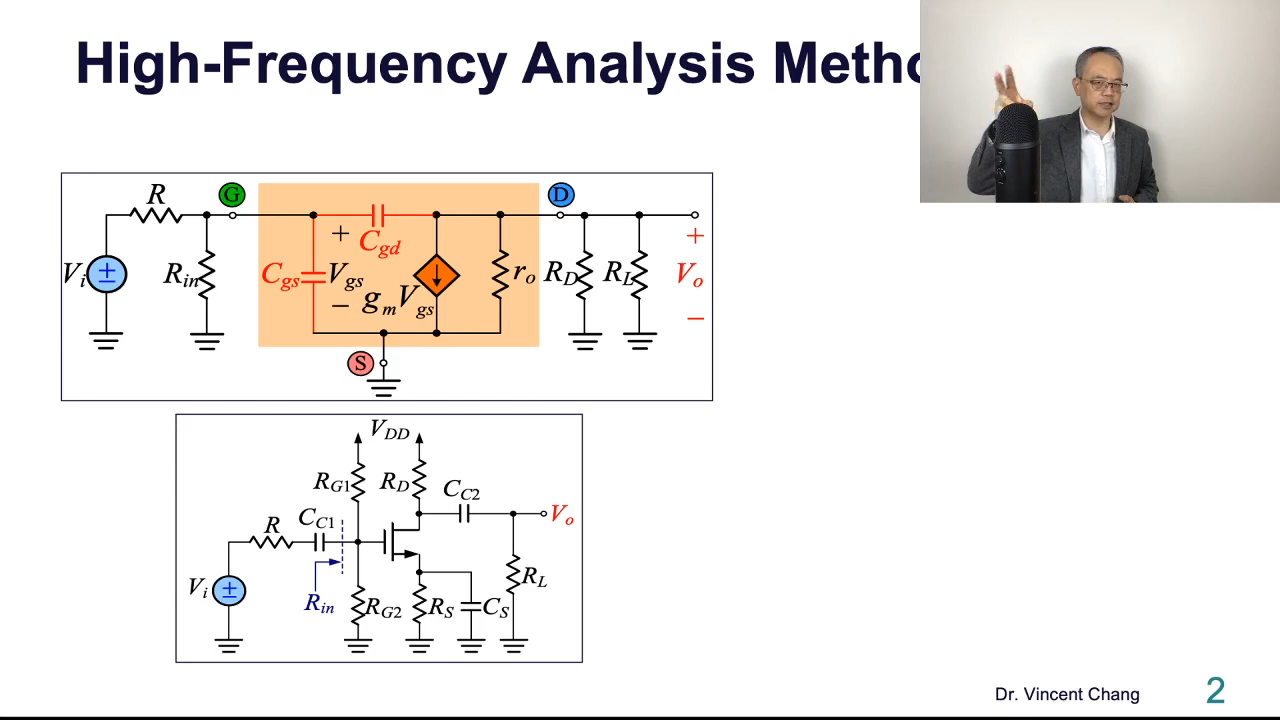 High-Frequency Analysis Metho
R
G
D
+
Cgd
+
Vi
±
Rin
Cgs
Vgs
ro
RD
RL
Vo
−
gmVgs
−
S
VDD
RG1
RD
CC2
R
CC1
Vo
Vi
±
Rin
RG2
RS
CS
RL
Dr. Vincent Chang
2